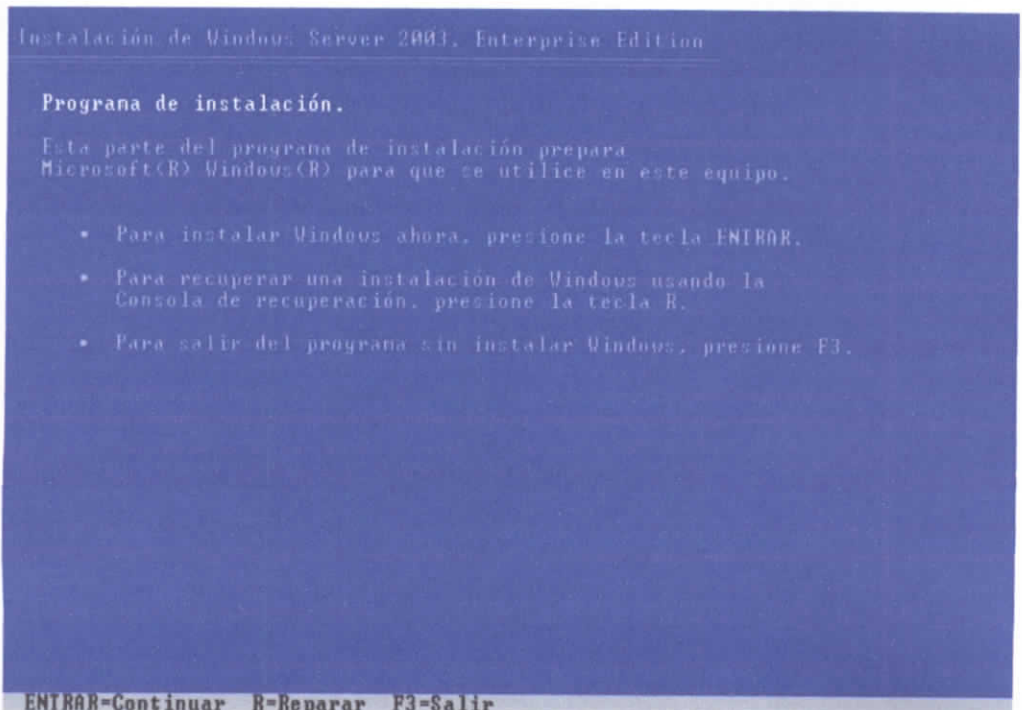 Instalación de Windows Server 2003, Enterprise Edition
Programa de instalación.
Esta parte del programa de instalación prepara
Microsoft(R) Windows(R) para que se utilice en este equipo.
• Para instalar Windows ahora, presione la tecla ENTRAR.
• Para recuperar una instalación de Windows usando la
Consola de recuperación, presione la tecla R.
• Para salir del programa sin instalar Windows, presione F3.
ENTRAR=Continuar R=Reparar F3=Salir